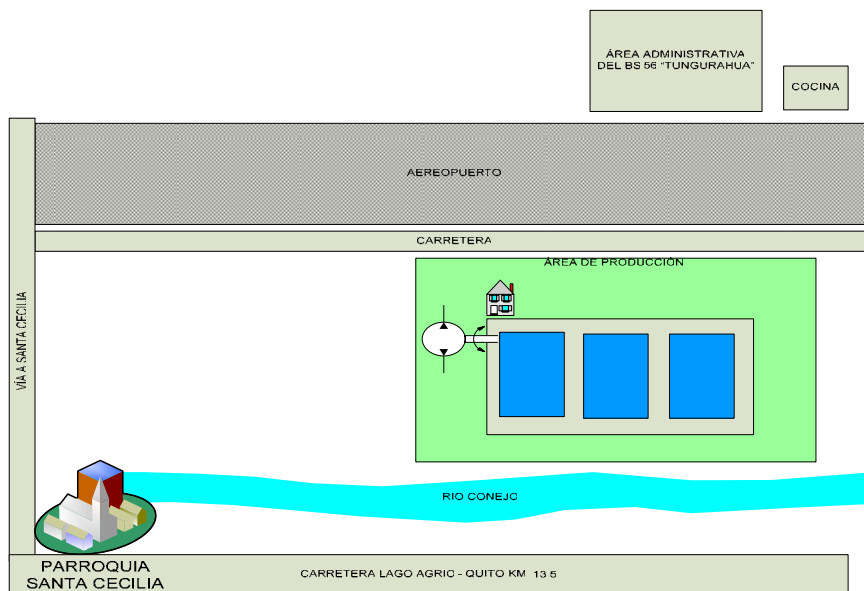 ÁREA ADMINISTRATIVA
DEL BS 56 "TUNGURAHUA"
COCINA
AEREOPUERTO
CARRETERA
ÁREA DE PRODUCCIÓN
VÍA A SANTA CECILIA
RIO CONEJO
PARROQUIA
SANTA CECILIA
CARRETERA LAGO AGRIC - QUITO KM 13 5